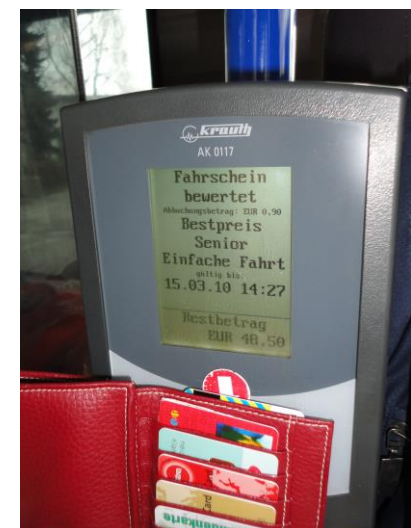 krauth
AK 0117
Fahrschein
bewertet
Abbuchungsbetrag: EUR 0,90
Bestpreis
Senior
Einfache Fahrt
gültig bis:
15.03.10 14:27
Restbetrag
EUR 48,50